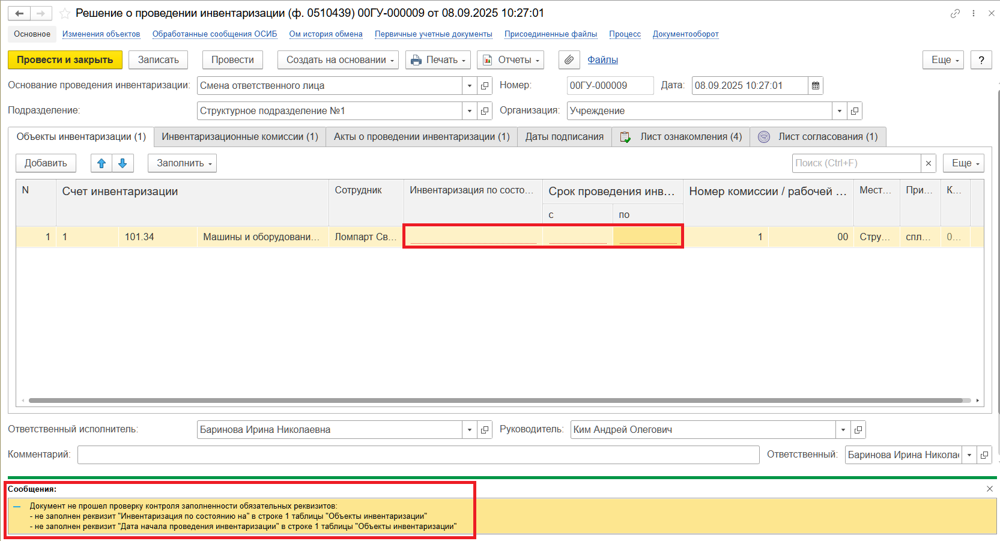 Решение о проведении инвентаризации (ф. 0510439) 00ГУ-000009 от 08.09.2025 10:27:01
Основное Изменения объектов Обработанные сообщения ОСИБ Ом история обмена Первичные учетные документы Присоединенные файлы Процесс Документооборот
Провести и закрыть Записать Провести Создать на основании Печать Отчеты Файлы Еще ?
Основание проведения инвентаризации: Смена ответственного лица Номер: 00ГУ-000009 Дата: 08.09.2025 10:27:01
Подразделение: Структурное подразделение №1 Организация: Учреждение
Объекты инвентаризации (1) Инвентаризационные комиссии (1) Акты о проведении инвентаризации (1) Даты подписания Лист ознакомления (4) Лист согласования (1)
Добавить Заполнить Поиск (Ctrl+F) × Еще
N Счет инвентаризации Сотрудник Инвентаризация по состо... Срок проведения инв... Номер комиссии / рабочей ... Мест... При... К...
с по
1 1 101.34 Машины и оборудовани... Ломпарт Св... 1 00 Стру... спл... 0...
Ответственный исполнитель: Баринова Ирина Николаевна Руководитель: Ким Андрей Олегович
Комментарий: Ответственный: Баринова Ирина Никола
Сообщения:
Документ не прошел проверку контроля заполненности обязательных реквизитов:
- не заполнен реквизит "Инвентаризация по состоянию на" в строке 1 таблицы "Объекты инвентаризации"
- не заполнен реквизит "Дата начала проведения инвентаризации" в строке 1 таблицы "Объекты инвентаризации"